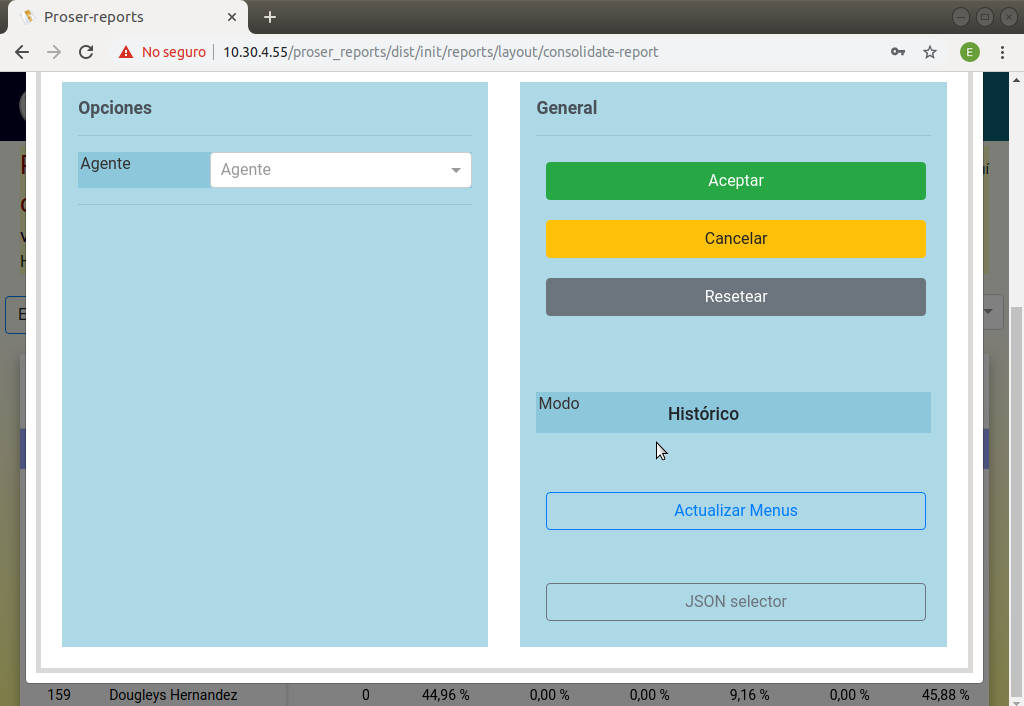 Proser-reports
No seguro
10.30.4.55/proser_reports/dist/init/reports/layout/consolidate-report
E
Opciones
General
Agente
Agente
Aceptar
Cancelar
Resetear
Modo
Histórico
Actualizar Menus
JSON selector
159 Dougleys Hernandez 0 44,96 % 0,00 % 0,00 % 9,16 % 0,00 % 45,88 %